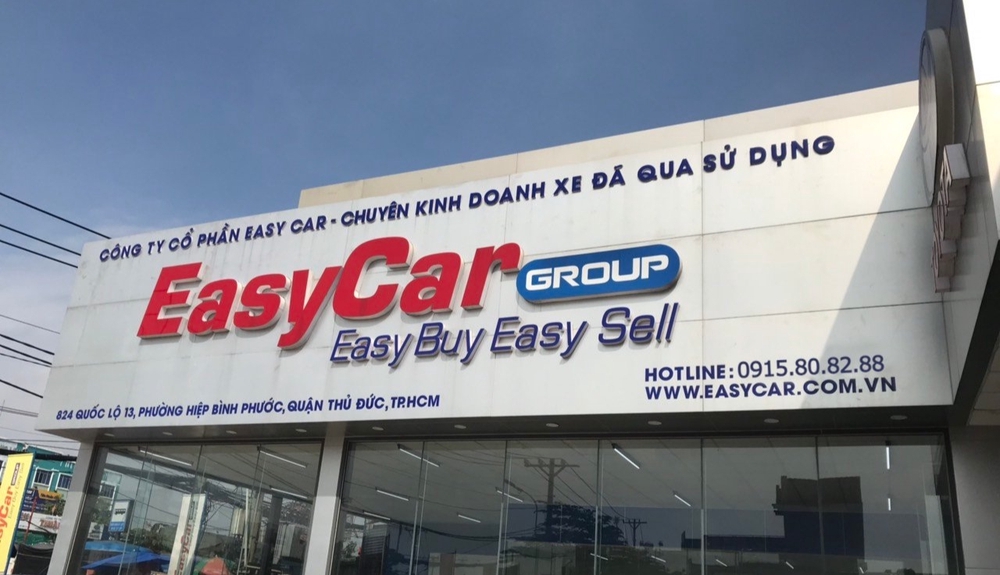 CÔNG TY CỔ PHẦN EASY CAR - CHUYÊN KINH DOANH XE ĐÃ QUA SỬ DỤNG
EasyCar GROUP
Easy Buy Easy Sell
HOTLINE: 0915.80.82.88
WWW.EASYCAR.COM.VN
824 QUỐC LỘ 13, PHƯỜNG HIỆP BÌNH PHƯỚC, QUẬN THỦ ĐỨC, TP.HCM
EasyCar